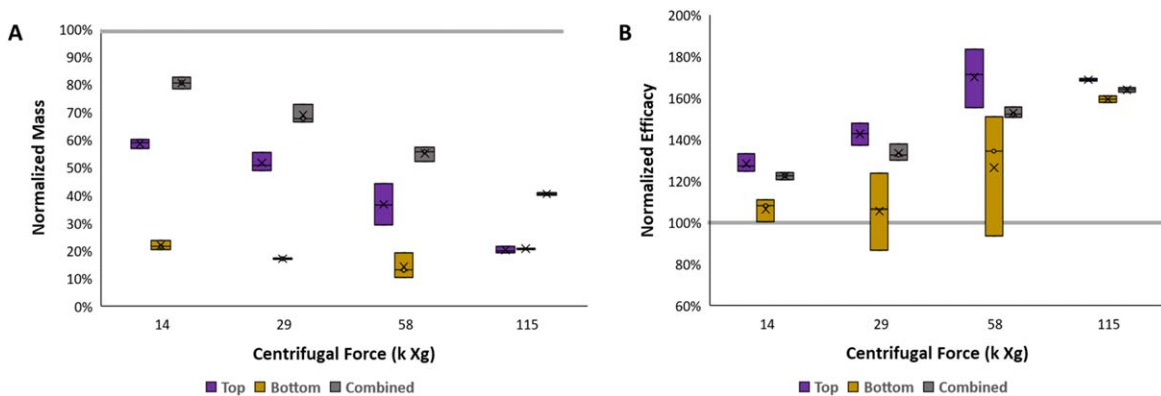 A
Normalized Mass
100%
90%
80%
70%
60%
50%
40%
30%
20%
10%
0%
14 29 58 115
Centrifugal Force (k Xg)
Top Bottom Combined
B
Normalized Efficacy
200%
180%
160%
140%
120%
100%
80%
60%
14 29 58 115
Centrifugal Force (k Xg)
Top Bottom Combined